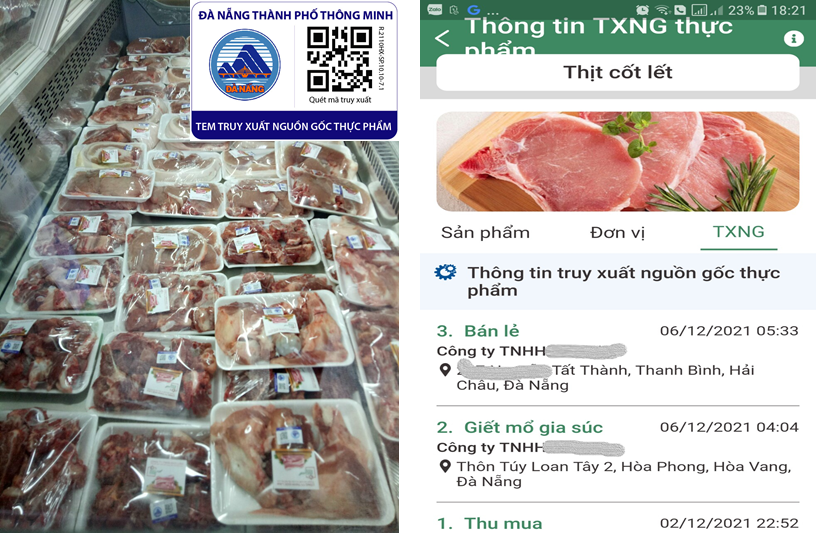 ĐÀ NẴNG THÀNH PHỐ THÔNG MINH
ĐÀ NẴNG
Quét mã truy xuất
R.2110HX-SP.10.10-7.1
TEM TRUY XUẤT NGUỒN GỐC THỰC PHẨM
Zalo
G ...
23% 18:21
Thông tin TXNG thực
phẩm
Thịt cốt lết
Sản phẩm
Đơn vị
TXNG
Thông tin truy xuất nguồn gốc thực
phẩm
3. Bán lẻ
06/12/2021 05:33
Công ty TNHH
Tất Thành, Thanh Bình, Hải
Châu, Đà Nẵng
2. Giết mổ gia súc
06/12/2021 04:04
Công ty TNHH
Thôn Túy Loan Tây 2, Hòa Phong, Hòa Vang,
Đà Nẵng
1. Thu mua
02/12/2021 22:52